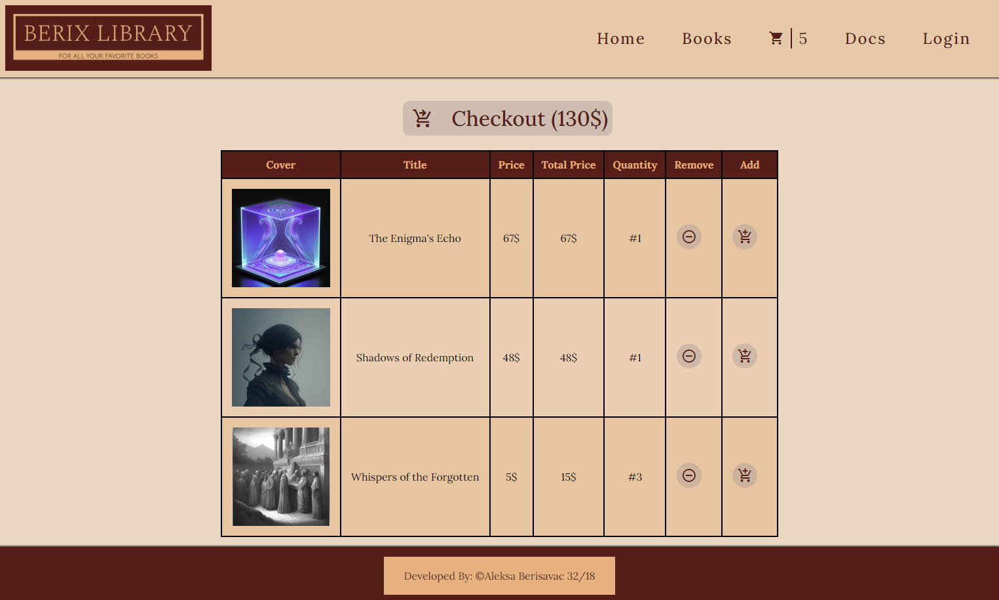 BERIX LIBRARY
FOR ALL YOUR FAVORITE BOOKS
Home Books | 5 Docs Login
Checkout (130$)
Cover Title Price Total Price Quantity Remove Add
The Enigma's Echo 67$ 67$ #1
Shadows of Redemption 48$ 48$ #1
Whispers of the Forgotten 5$ 15$ #3
Developed By: ©Aleksa Berisavac 32/18